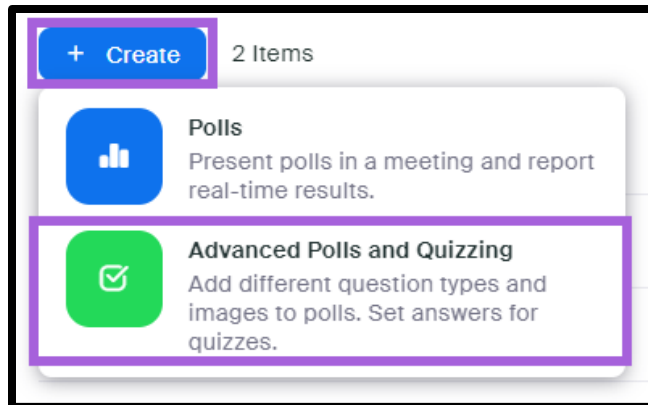 + Create 2 Items
Polls
Present polls in a meeting and report
real-time results.
Advanced Polls and Quizzing
Add different question types and
images to polls. Set answers for
quizzes.